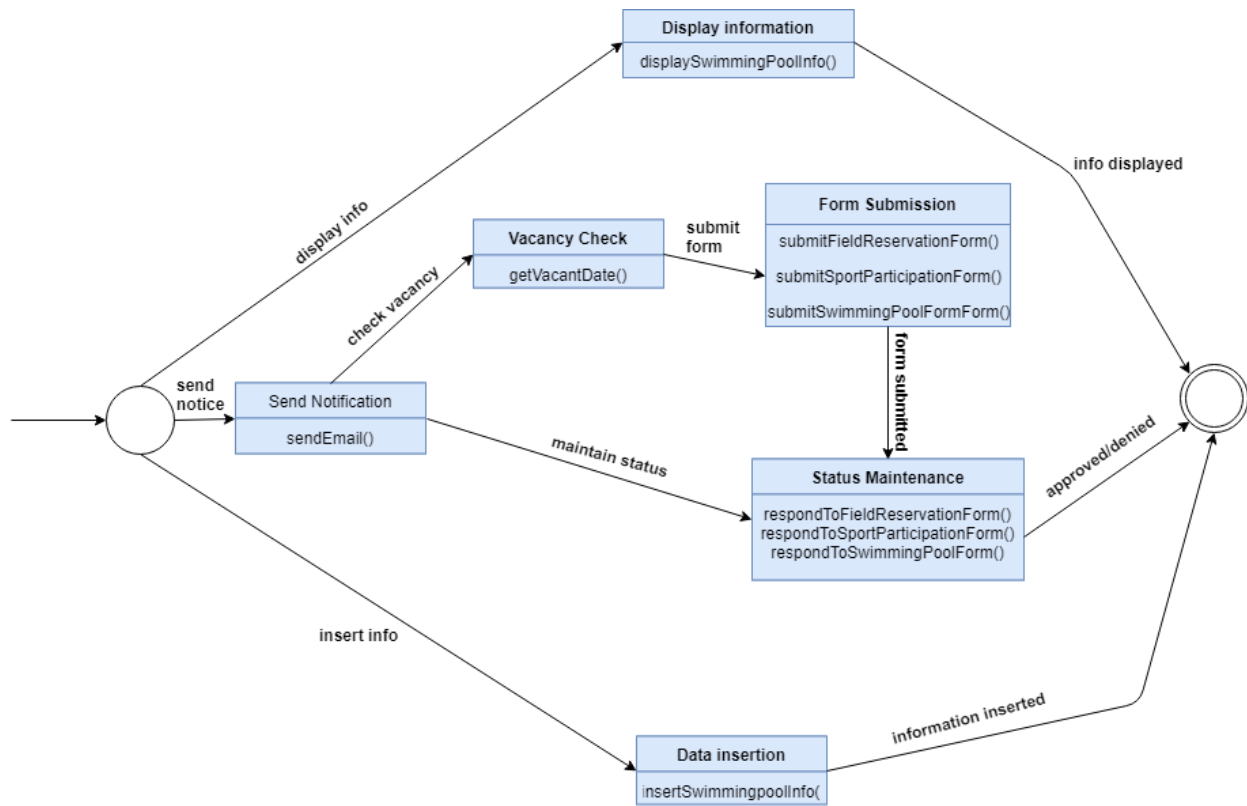 Display information
displaySwimmingPoolInfo()
display info
info displayed
Vacancy Check
getVacantDate()
submit
form
Form Submission
submitFieldReservationForm()
submitSportParticipationForm()
submitSwimmingPoolFormForm()
check vacancy
form submitted
send
notice
Send Notification
sendEmail()
maintain status
Status Maintenance
respondToFieldReservationForm()
respondToSportParticipationForm()
respondToSwimmingPoolForm()
approved/denied
insert info
information inserted
Data insertion
insertSwimmingpoolInfo(